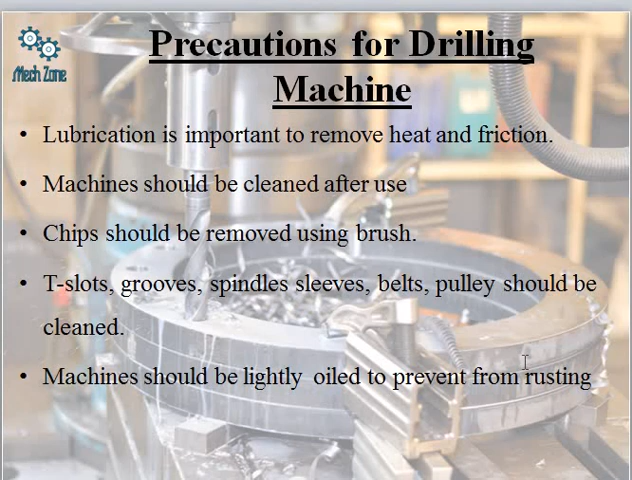 Mech Zone
Precautions for Drilling
Machine
• Lubrication is important to remove heat and friction.
• Machines should be cleaned after use
• Chips should be removed using brush.
• T-slots, grooves, spindles sleeves, belts, pulley should be
cleaned.
• Machines should be lightly oiled to prevent from rusting